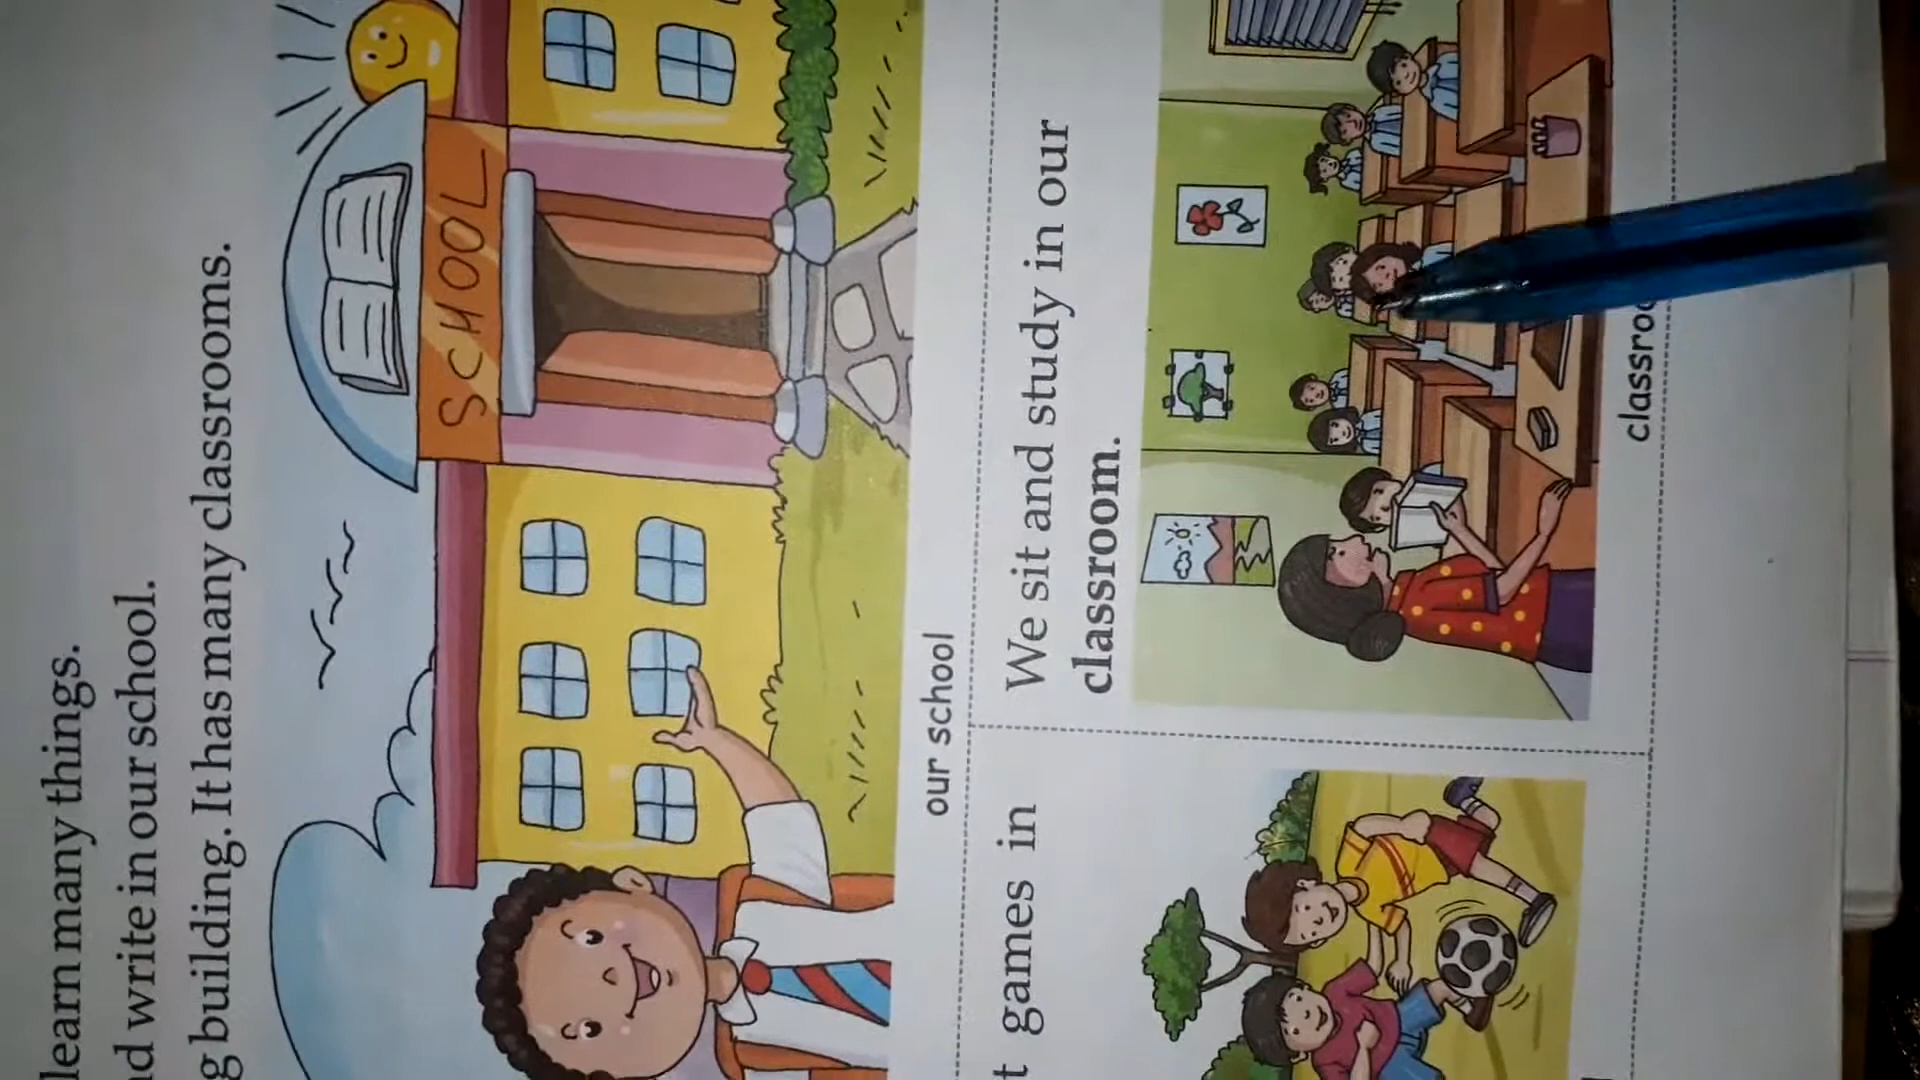 learn many things.
write in our school.
building. It has many classrooms.
SCHOOL
our school
games in
We sit and study in our
classroom.